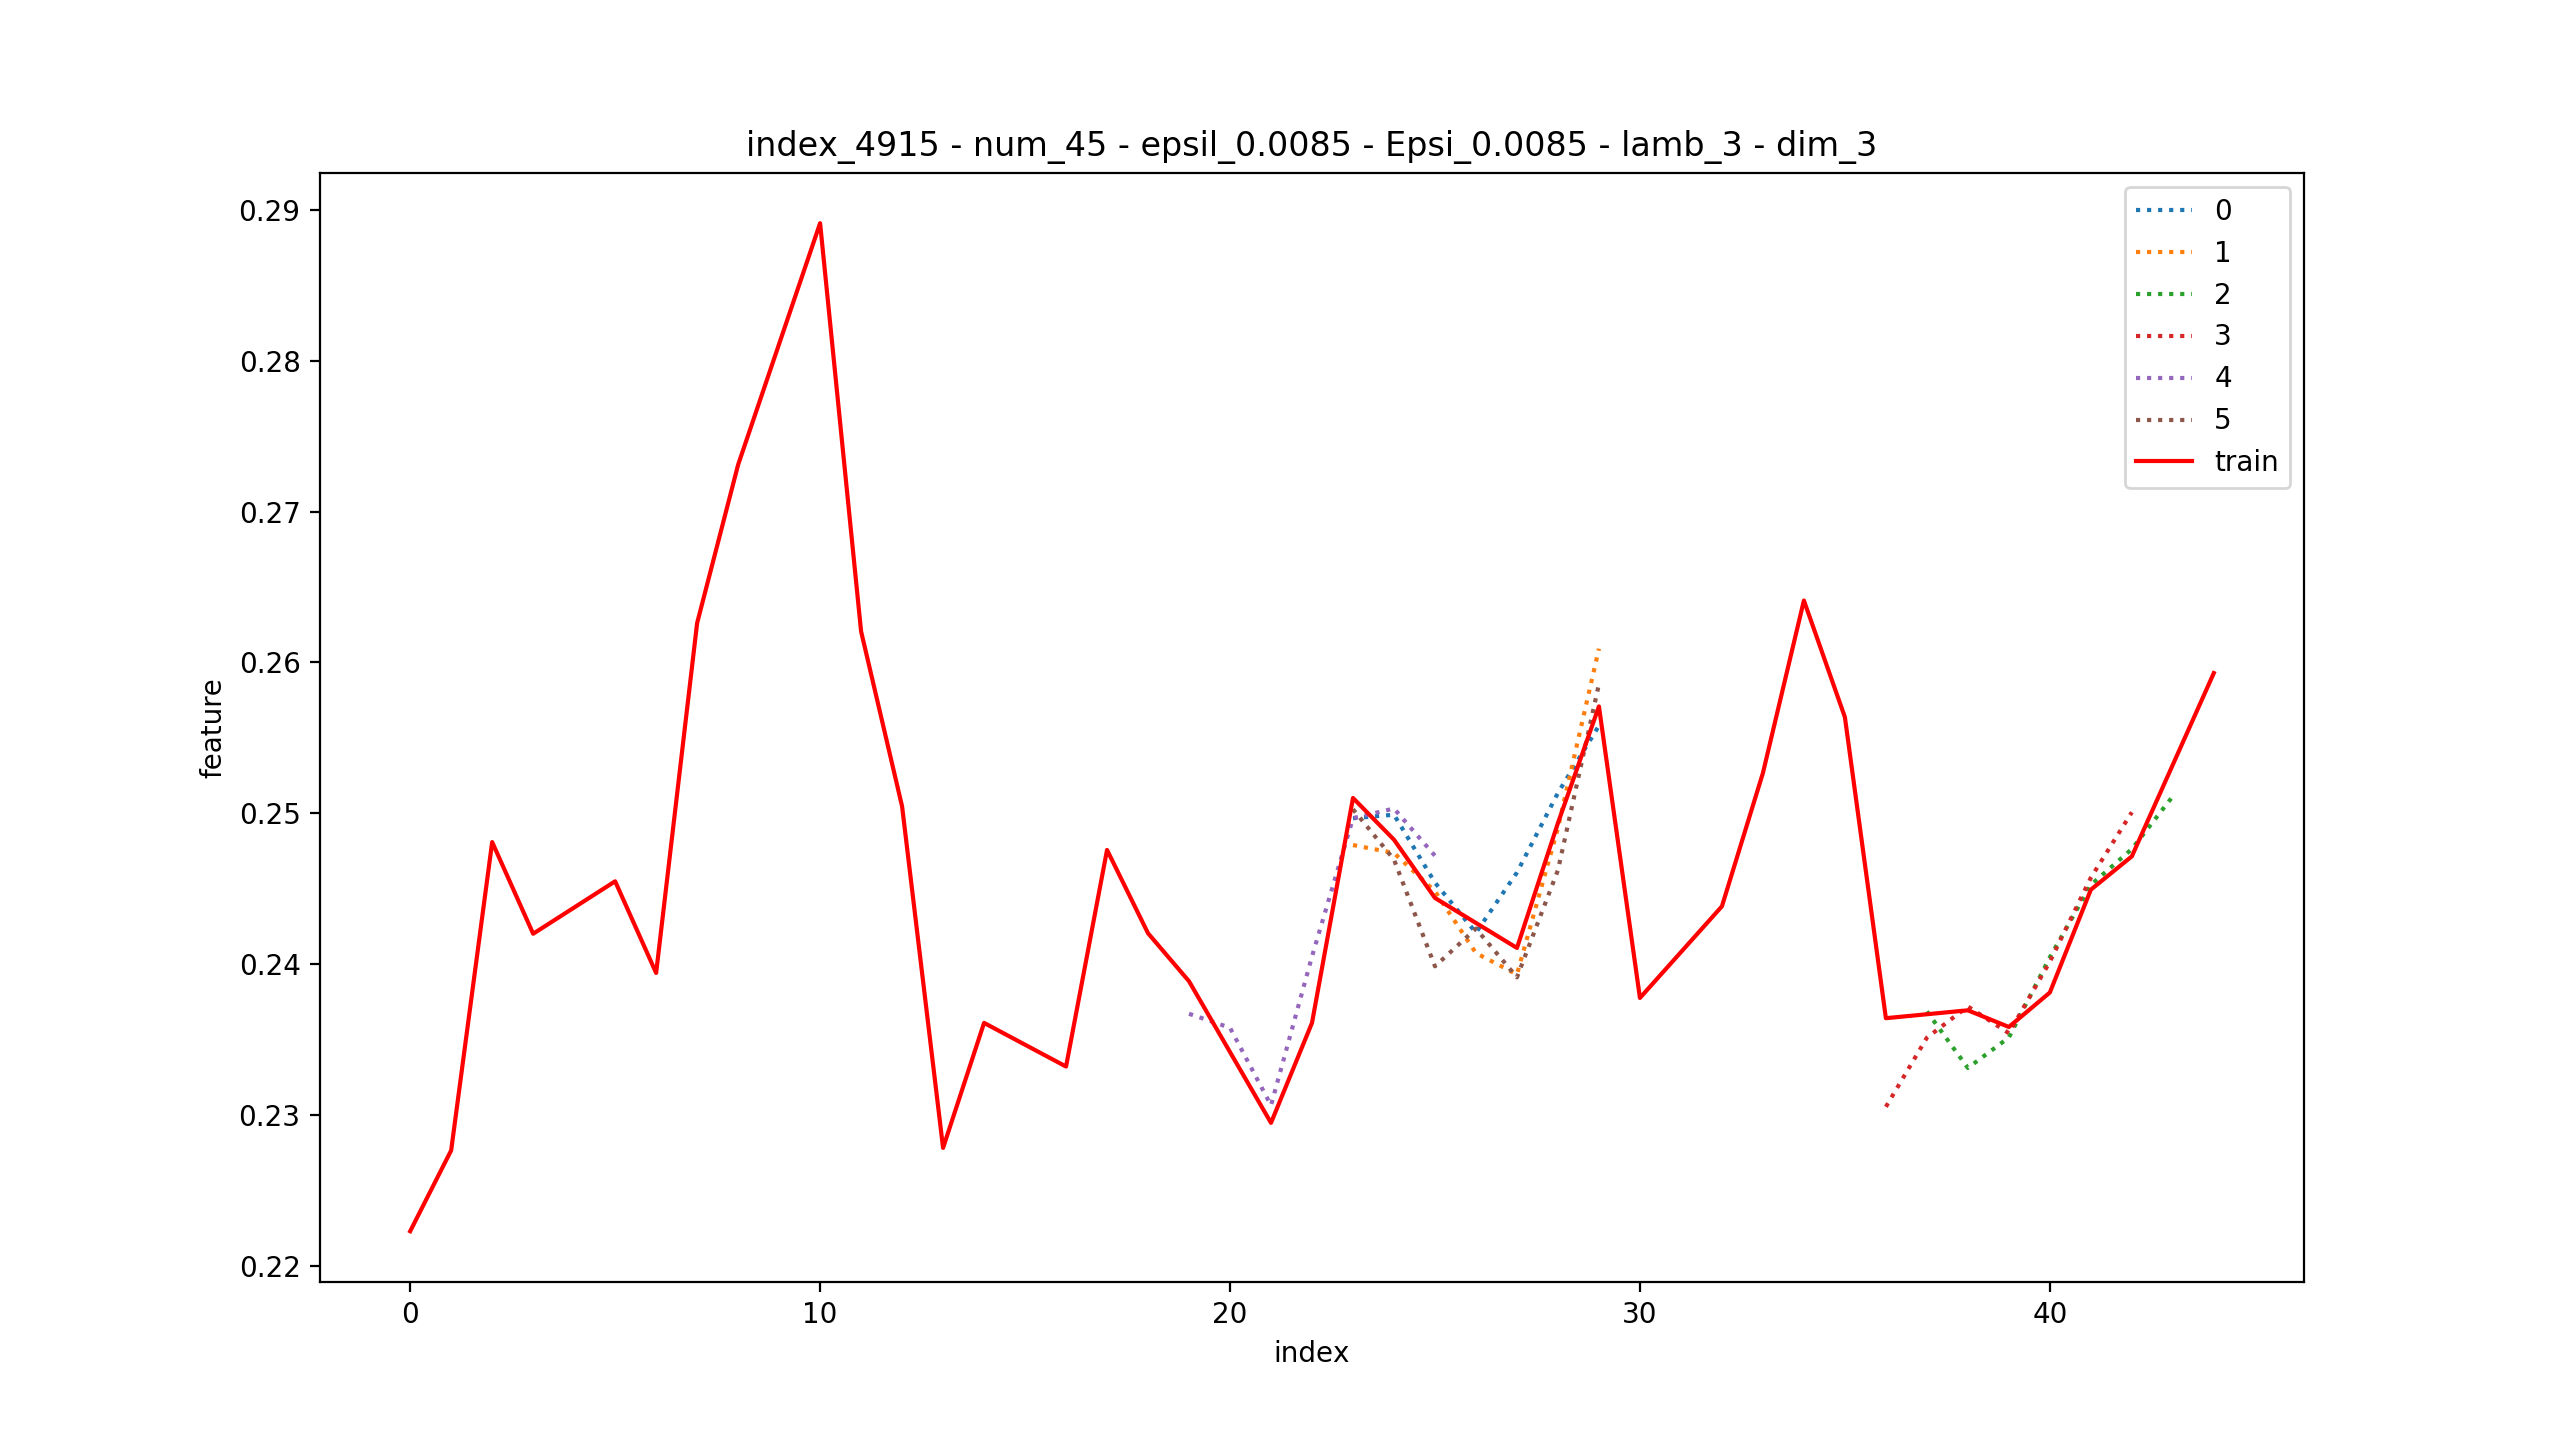 index_4915 - num_45 - epsil_0.0085 - Epsi_0.0085 - lamb_3 - dim_3
0.29
0.28
0.27
0.26
0.25
0.24
0.23
0.22
feature
0
1
2
3
4
5
train
0 10 20 30 40
index